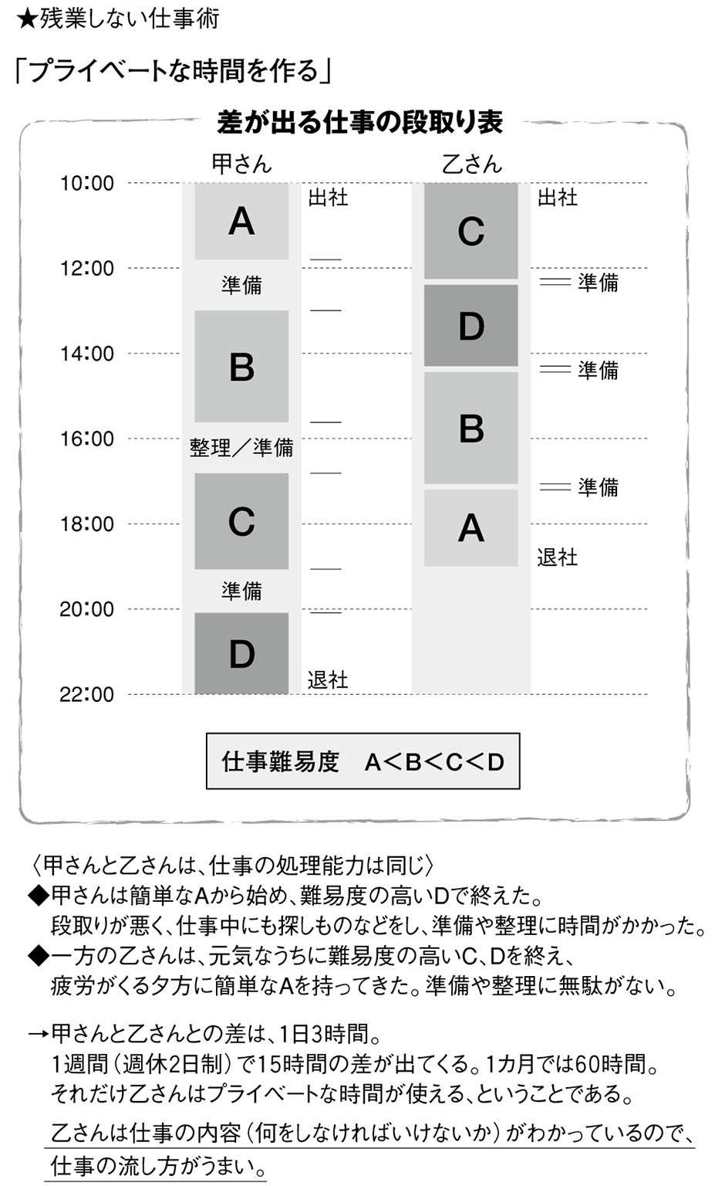 ★残業しない仕事術
「プライベートな時間を作る」
差が出る仕事の段取り表
甲さん 乙さん
10:00 A 出社 C 出社
12:00 準備 準備
D
14:00 B 準備
16:00 整理／準備 B
準備
18:00 C A
退社
20:00 準備
D 退社
22:00
仕事難易度 A＜B＜C＜D
〈甲さんと乙さんは、仕事の処理能力は同じ〉
◆甲さんは簡単なAから始め、難易度の高いDで終えた。
段取りが悪く、仕事中にも探しものなどをし、準備や整理に時間がかかった。
◆一方の乙さんは、元気なうちに難易度の高いC、Dを終え、
疲労がくる夕方に簡単なAを持ってきた。準備や整理に無駄がない。
→甲さんと乙さんとの差は、1日3時間。
1週間（週休2日制）で15時間の差が出てくる。1カ月では60時間。
それだけ乙さんはプライベートな時間が使える、ということである。
乙さんは仕事の内容（何をしなければいけないか）がわかっているので、
仕事の流し方がうまい。